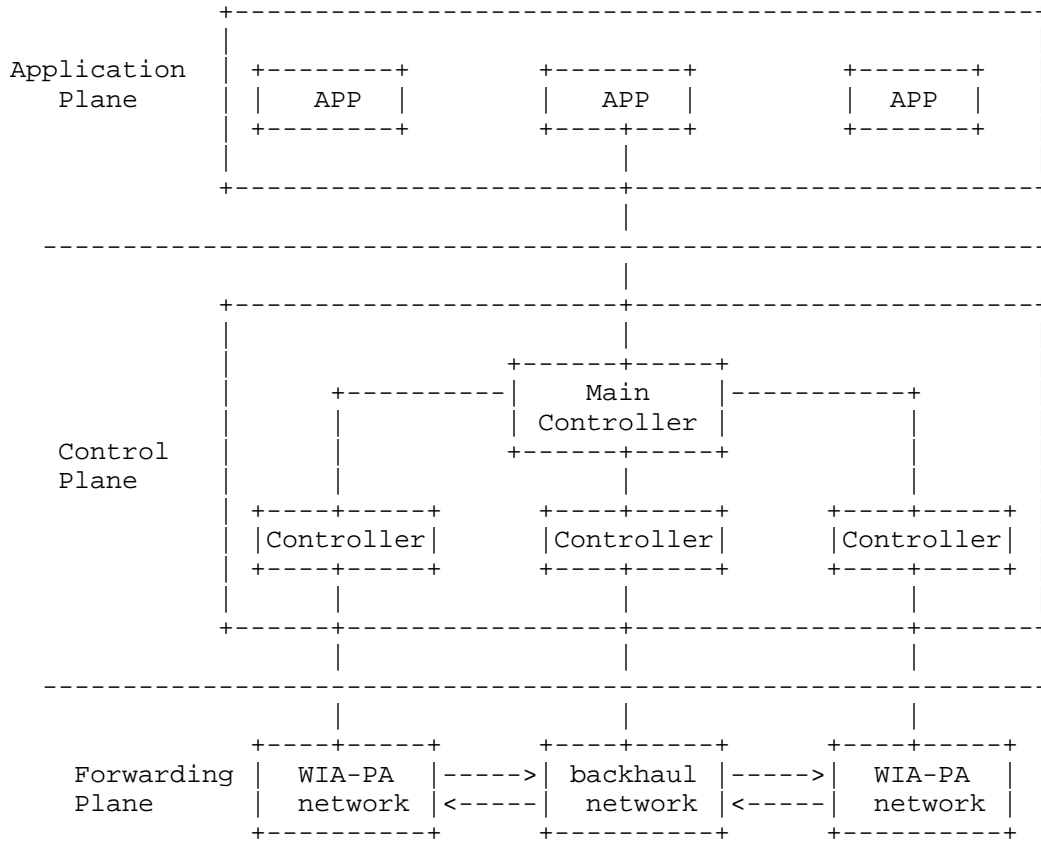 Application
Plane
APP APP APP
Main
Controller
Control
Plane
Controller Controller Controller
Forwarding
Plane
WIA-PA -----> backhaul -----> WIA-PA
network <----- network <----- network